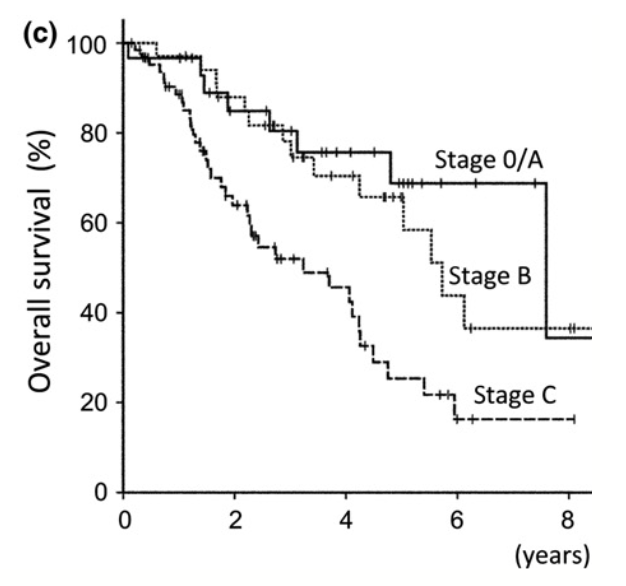 (c)
Overall survival (%)
100
80
60
40
20
0
Stage 0/A
Stage B
Stage C
0 2 4 6 8
(years)